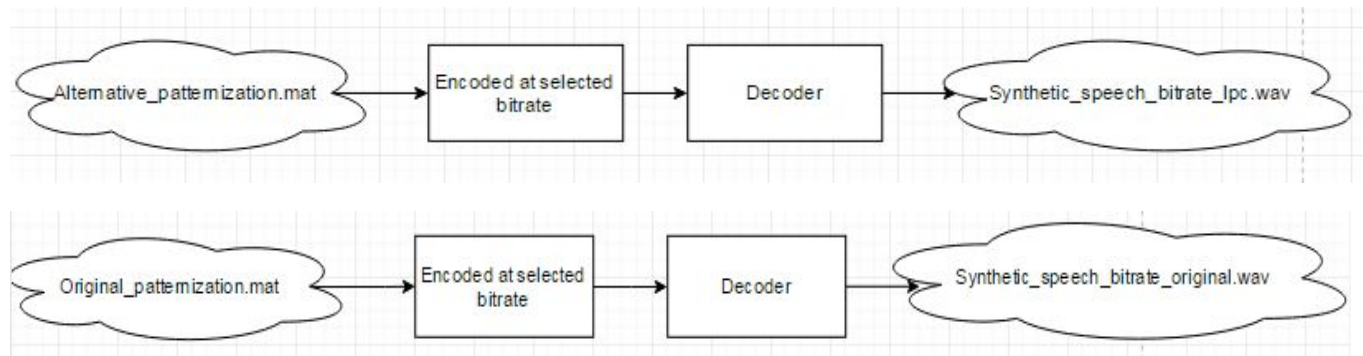 Alternative_patternization.mat
Encoded at selected
bitrate
Decoder
Synthetic_speech_bitrate_lpc.wav
Original_patternization.mat
Encoded at selected
bitrate
Decoder
Synthetic_speech_bitrate_original.wav